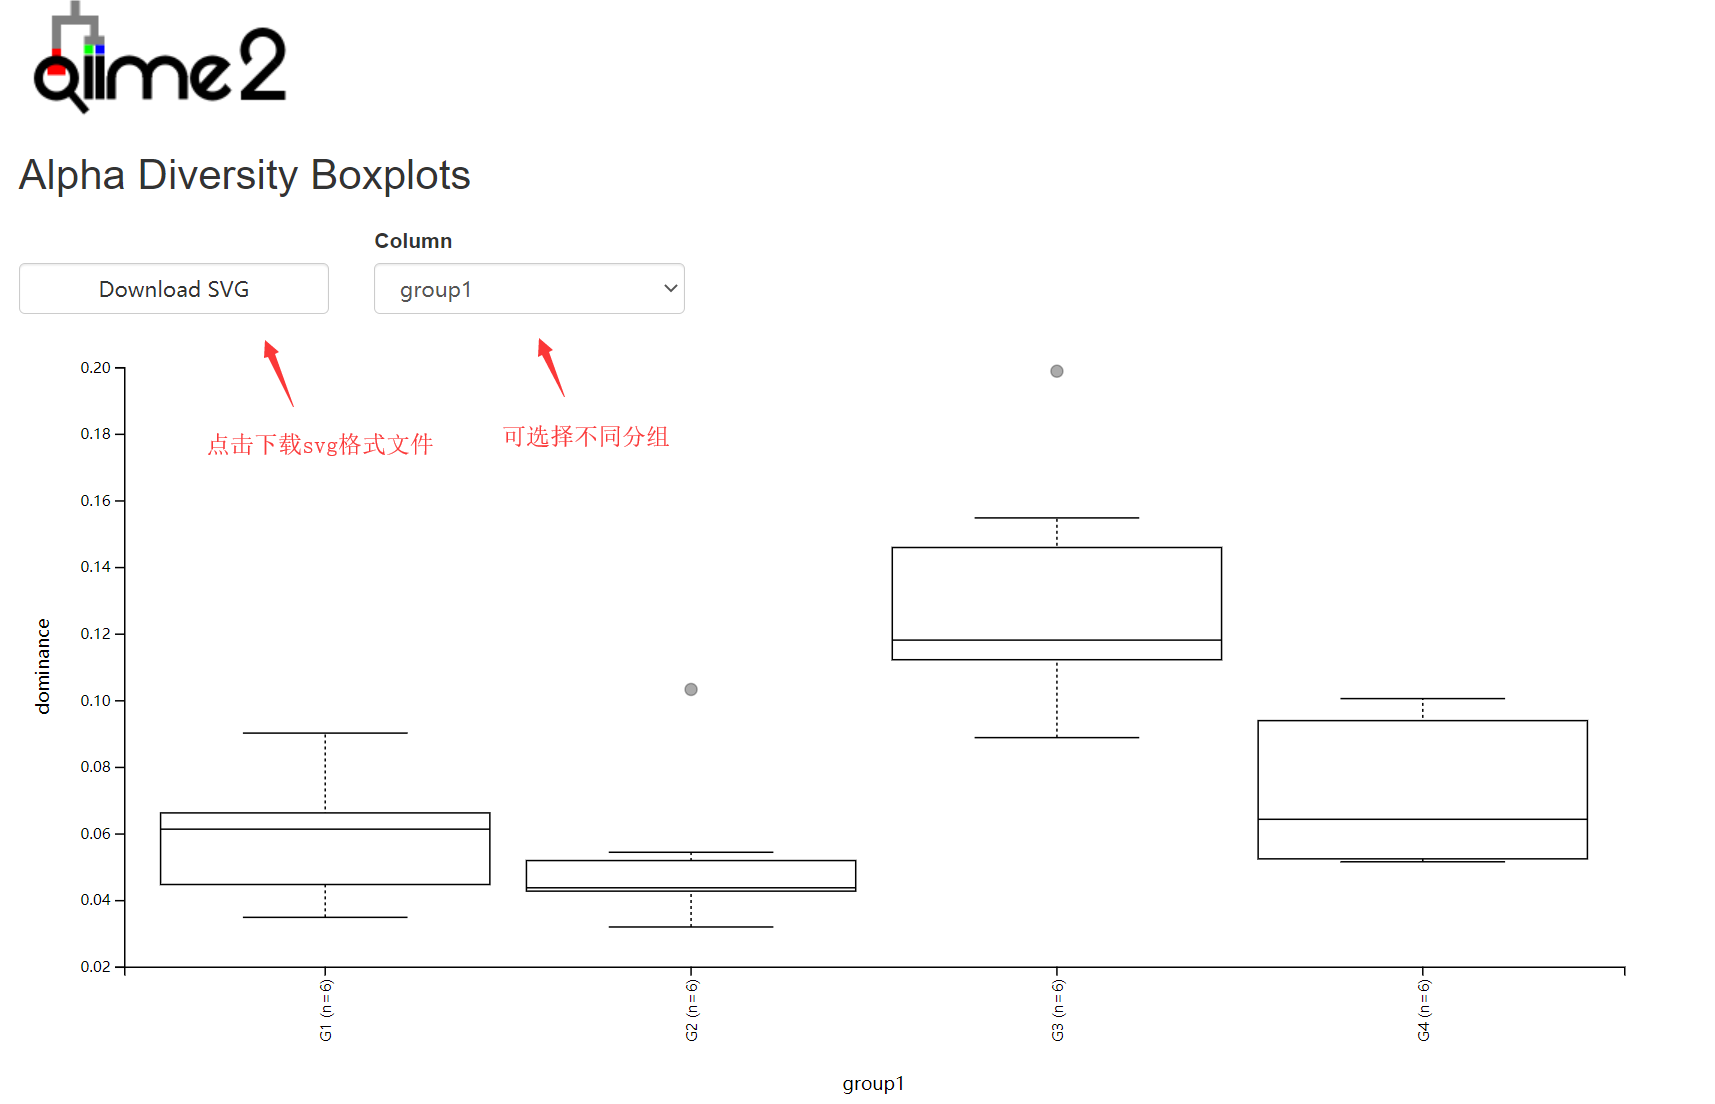 qiime2
Alpha Diversity Boxplots
Column
Download SVG
group1
点击下载svg格式文件
可选择不同分组
0.20
0.18
0.16
0.14
0.12
0.10
0.08
0.06
0.04
0.02
dominance
G1 (n=6)
G2 (n=6)
G3 (n=6)
G4 (n=6)
group1